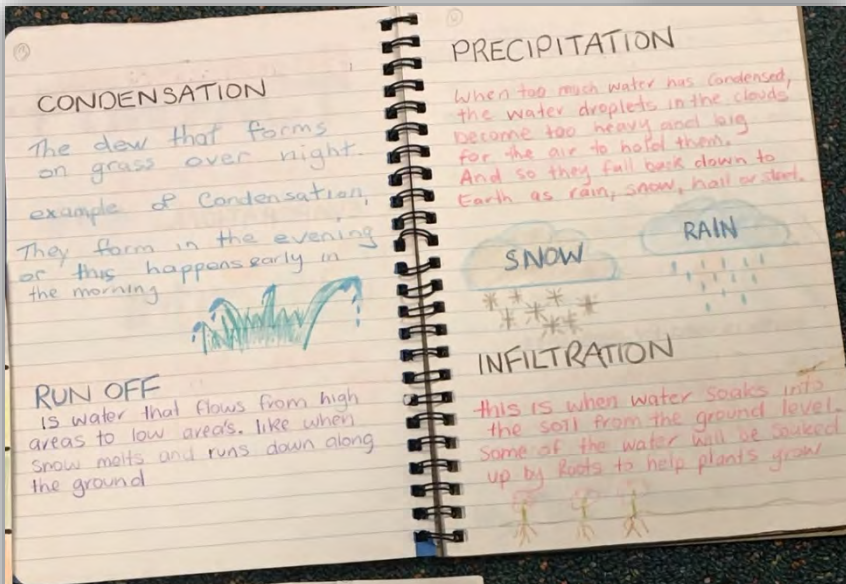 3
CONDENSATION
The dew that forms
on grass over night.
example of Condensation,
They form in the evening
or this happens early in
the morning
RUN OFF
is water that flows from high
areas to low areas. like when
snow melts and runs down along
the ground
PRECIPITATION
When too much water has Condensed,
the water droplets in the clouds
become too heavy and big
for the air to hold them.
And so they fall back down to
Earth as rain, snow, hail or sleet.
SNOW
RAIN
INFILTRATION
this is when water soaks into
the soil from the ground level.
Some of the water will be soaked
up by Roots to help plants grow